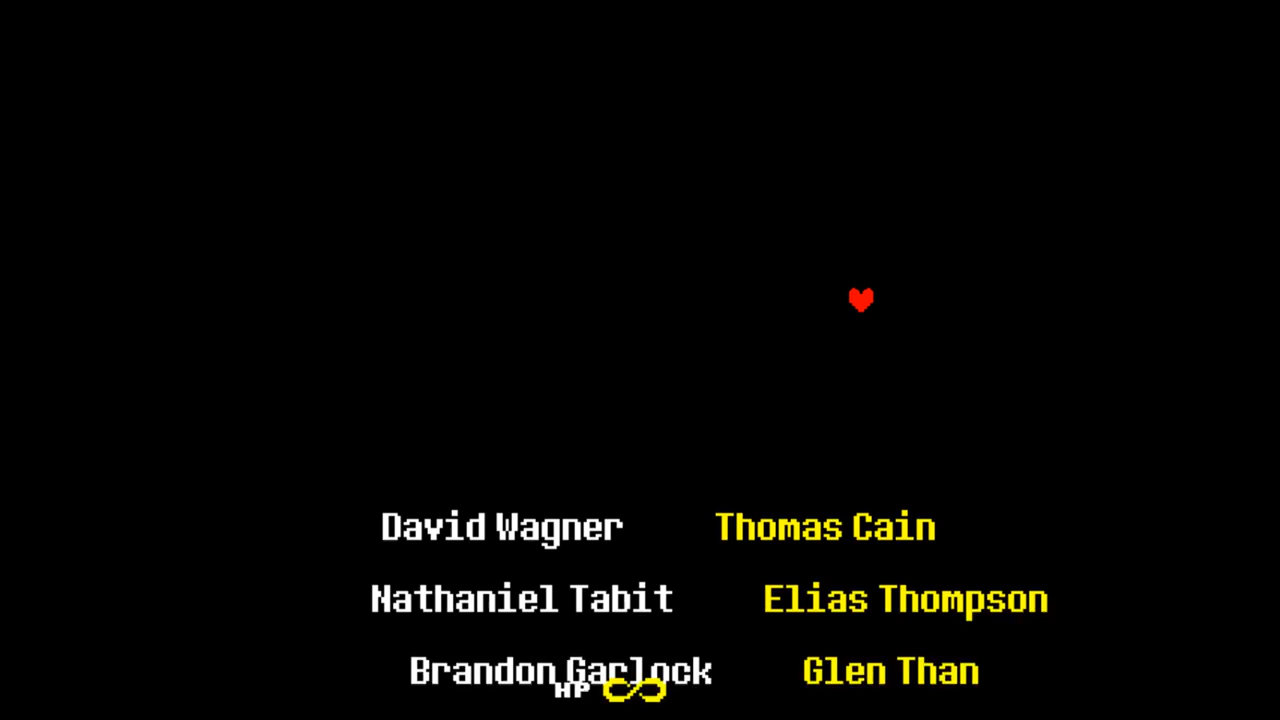 David Wagner Thomas Cain
Nathaniel Tabit Elias Thompson
Brandon Garlock Glen Than
HP ∞